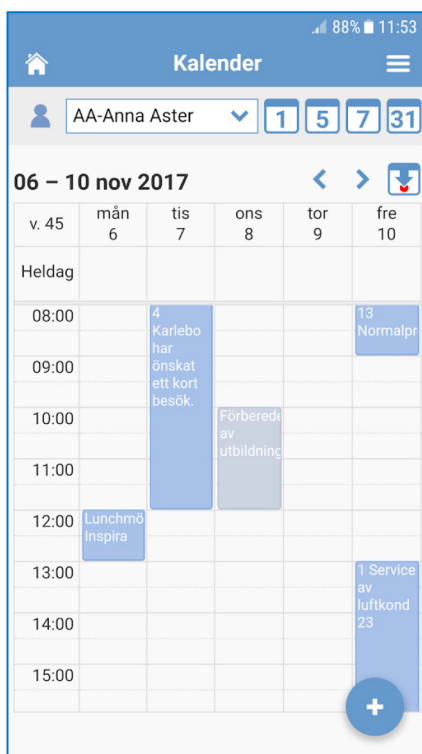 88% 11:53
Kalender
AA-Anna Aster 1 5 7 31
06 – 10 nov 2017
v. 45 mån 6 tis 7 ons 8 tor 9 fre 10
Heldag
08:00
4
Karlebo
har
önskat
ett kort
besök.
13
Normalpr
09:00
10:00
Förberede
av
utbildning
11:00
12:00
Lunchmö
Inspira
13:00
1 Service
av
luftkond
23
14:00
15:00
+